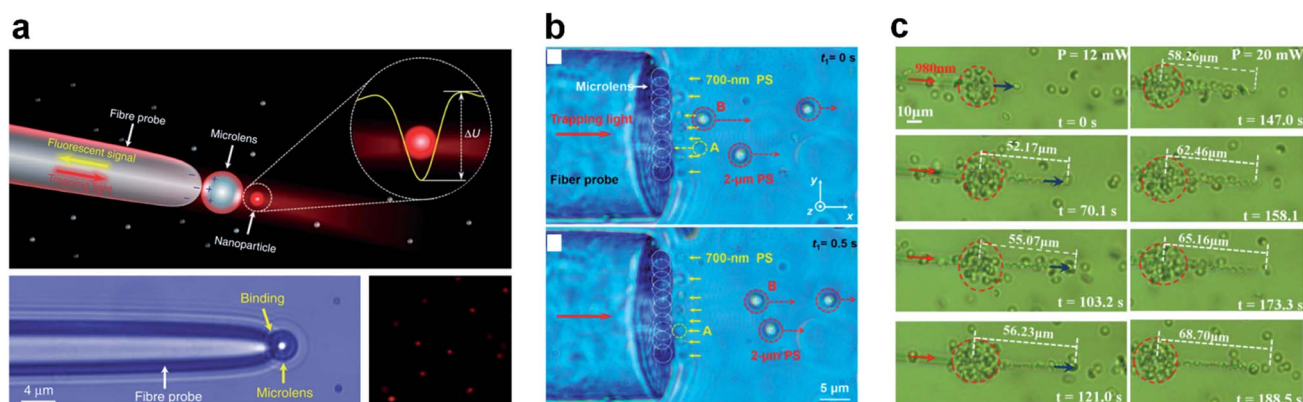 a
Fibre probe
Microlens
Fluorescent signal
Trapping light
ΔU
Nanoparticle
Binding
Fibre probe
Microlens
4 μm
b
t₁= 0 s
Microlens
700-nm PS
B
Trapping light
A
Fiber probe
2-μm PS
y
z
x
t₁= 0.5 s
700-nm PS
B
A
2-μm PS
5 μm
c
P = 12 mW
980nm
10μm
t = 0 s
P = 20 mW
58.26μm
t = 147.0 s
52.17μm
t = 70.1 s
62.46μm
t = 158.1
55.07μm
t = 103.2 s
65.16μm
t = 173.3 s
56.23μm
t = 121.0 s
68.70μm
t = 188.5 s